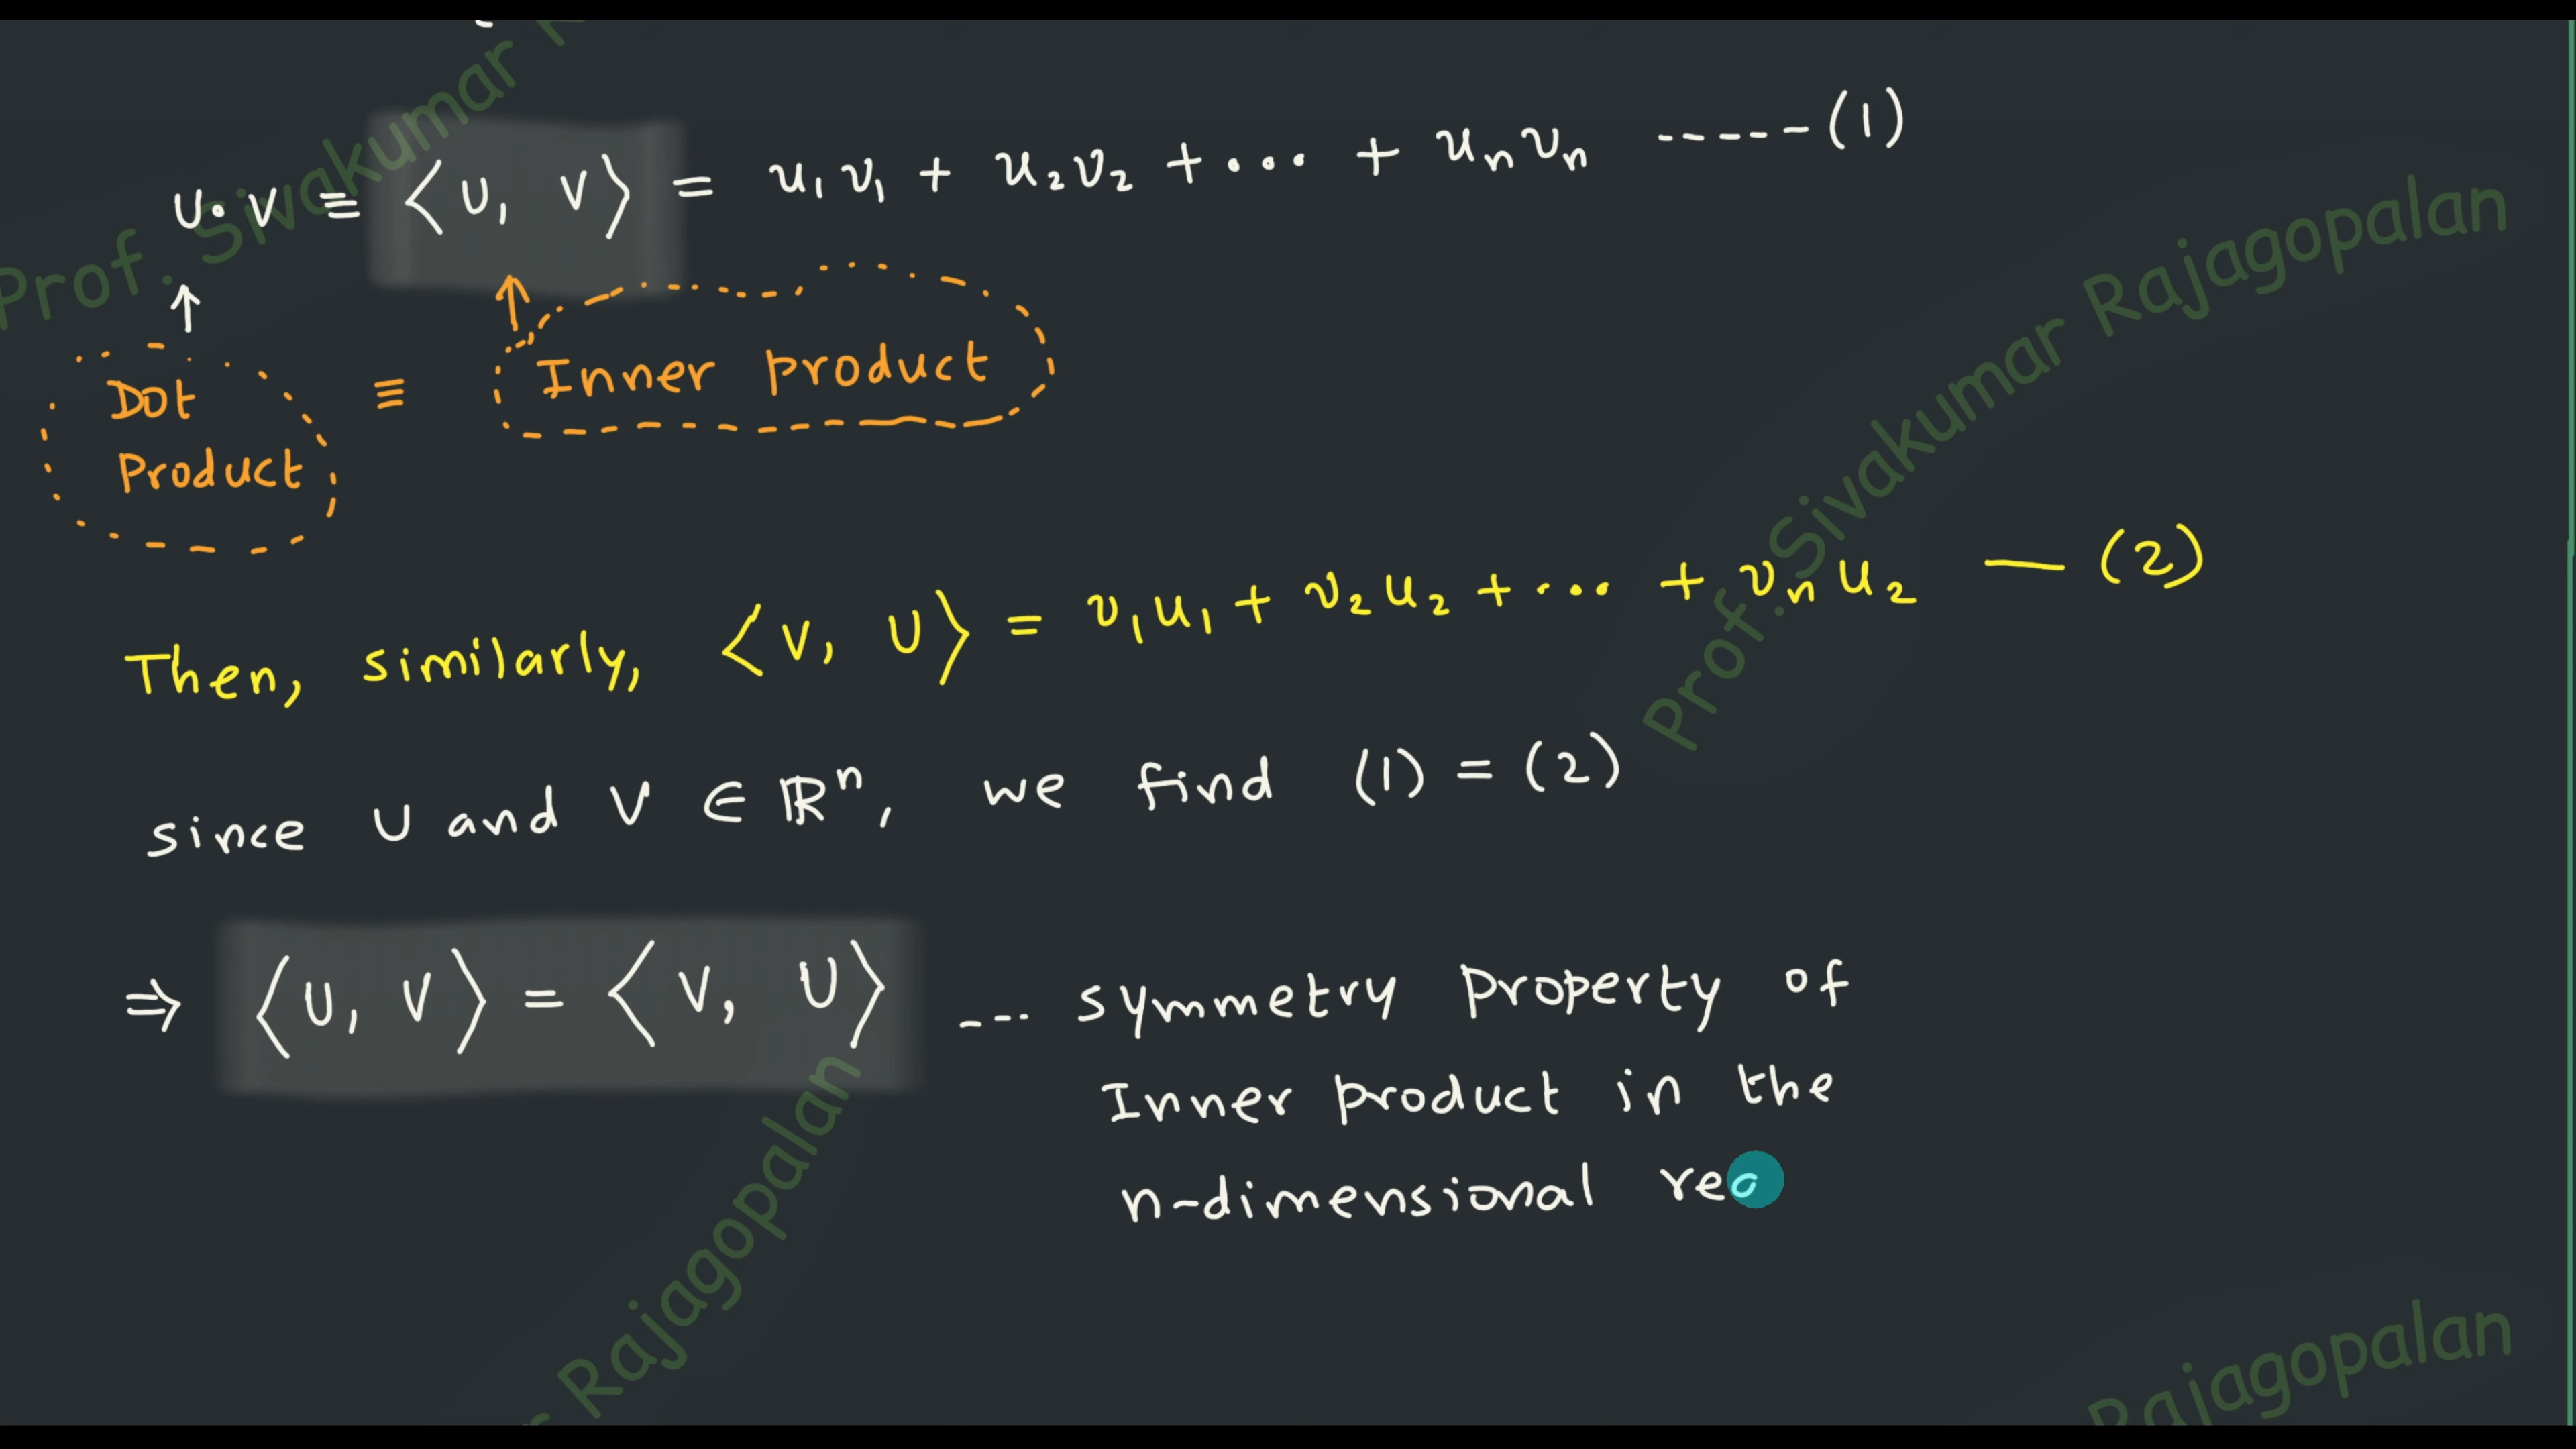 U·V ≡ ⟨U, V⟩ = u₁v₁ + u₂v₂ + ··· + uₙvₙ ------(1)
↑ ↑
Dot ≡ Inner product
Product
Then, similarly, ⟨V, U⟩ = v₁u₁ + v₂u₂ + ··· + vₙu₂ — (2)
since U and V ∈ ℝⁿ, we find (1) = (2)
⇒ ⟨U, V⟩ = ⟨V, U⟩ --- symmetry Property of
Inner product in the
n-dimensional rea
Prof. Sivakumar R
Prof. Sivakumar Rajagopalan
r Rajagopalan
Rajagopalan